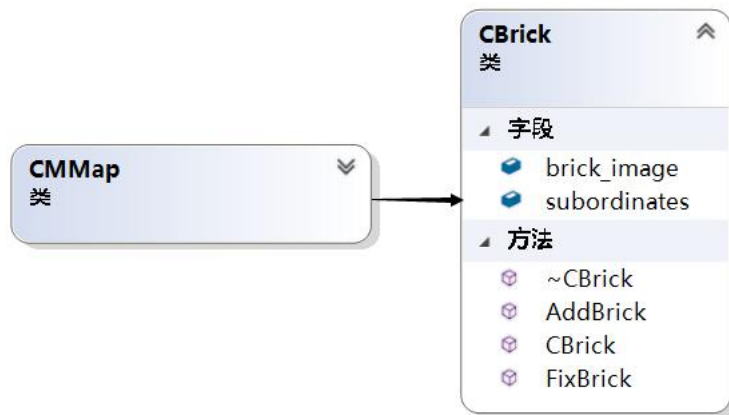 CMMap
类
CBrick
类
字段
brick_image
subordinates
方法
~CBrick
AddBrick
CBrick
FixBrick